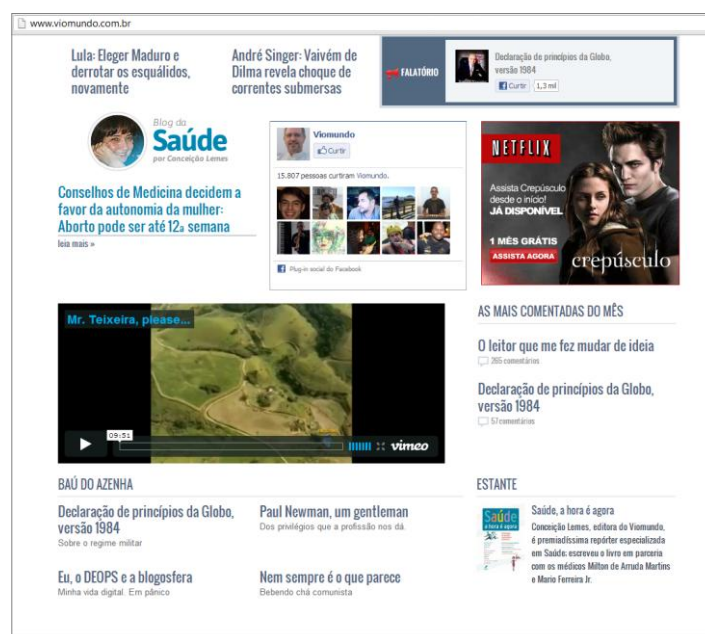 www.viomundo.com.br
Lula: Eleger Maduro e
derrotar os esquálidos,
novamente
André Singer: Vaivém de
Dilma revela choque de
correntes submersas
FALATÓRIO
Declaração de princípios da Globo,
versão 1984
Curtir 1,3 mil
Blog da
Saúde
por Conceição Lemes
Conselhos de Medicina decidem a
favor da autonomia da mulher:
Aborto pode ser até 12ª semana
leia mais »
Viomundo
Curtir
15.807 pessoas curtiram Viomundo.
Plug-in social do Facebook
NETFLIX
Assista Crepúsculo
desde o início!
JÁ DISPONÍVEL
1 MÊS GRÁTIS
ASSISTA AGORA
crepúsculo
Mr. Teixeira, please...
09:51
vimeo
AS MAIS COMENTADAS DO MÊS
O leitor que me fez mudar de ideia
265 comentários
Declaração de princípios da Globo,
versão 1984
57 comentários
BAÚ DO AZENHA
Declaração de princípios da Globo,
versão 1984
Sobre o regime militar
Paul Newman, um gentleman
Dos privilégios que a profissão nos dá
Eu, o DEOPS e a blogosfera
Minha vida digital. Em pânico
Nem sempre é o que parece
Bebendo chá comunista
ESTANTE
Saúde
a hora é agora
Saúde, a hora é agora
Conceição Lemes, editora do Viomundo,
é premiadíssima repórter especializada
em Saúde: escreveu o livro em parceria
com os médicos Milton de Arruda Martins
e Mario Ferreira Jr.